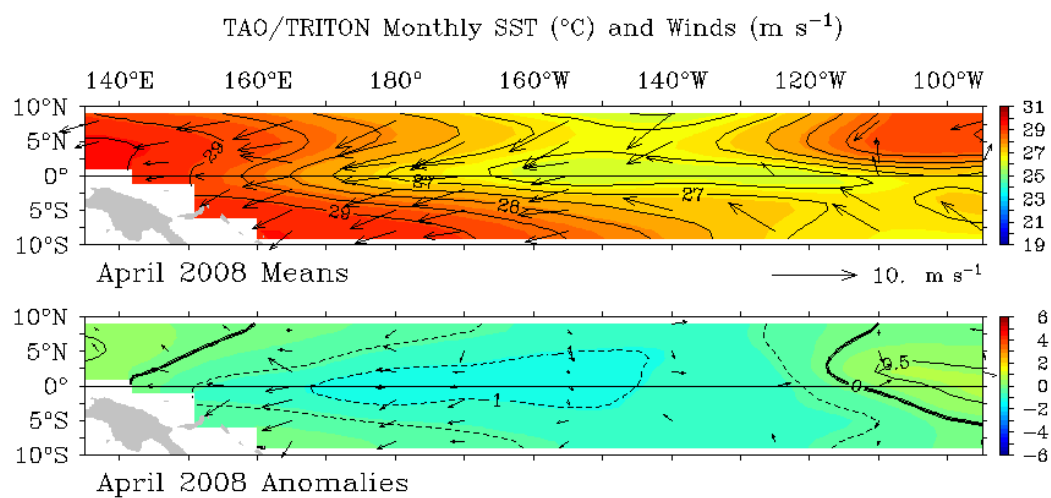 TAO/TRITON Monthly SST (°C) and Winds (m s⁻¹)
140°E 160°E 180° 160°W 140°W 120°W 100°W
10°N
5°N
0°
5°S
10°S
29
27
29
28
27
31
29
27
25
23
21
19
April 2008 Means
10. m s⁻¹
10°N
5°N
0°
5°S
10°S
1
0
0.5
6
4
2
0
-2
-4
-6
April 2008 Anomalies